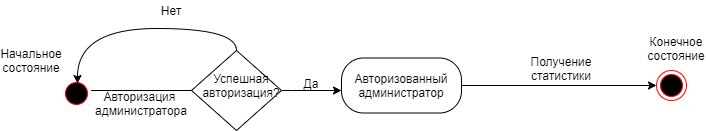 Нет
Начальное
состояние
Авторизация
администратора
Успешная
авторизация?
Да
Авторизованный
администратор
Получение
статистики
Конечное
состояние